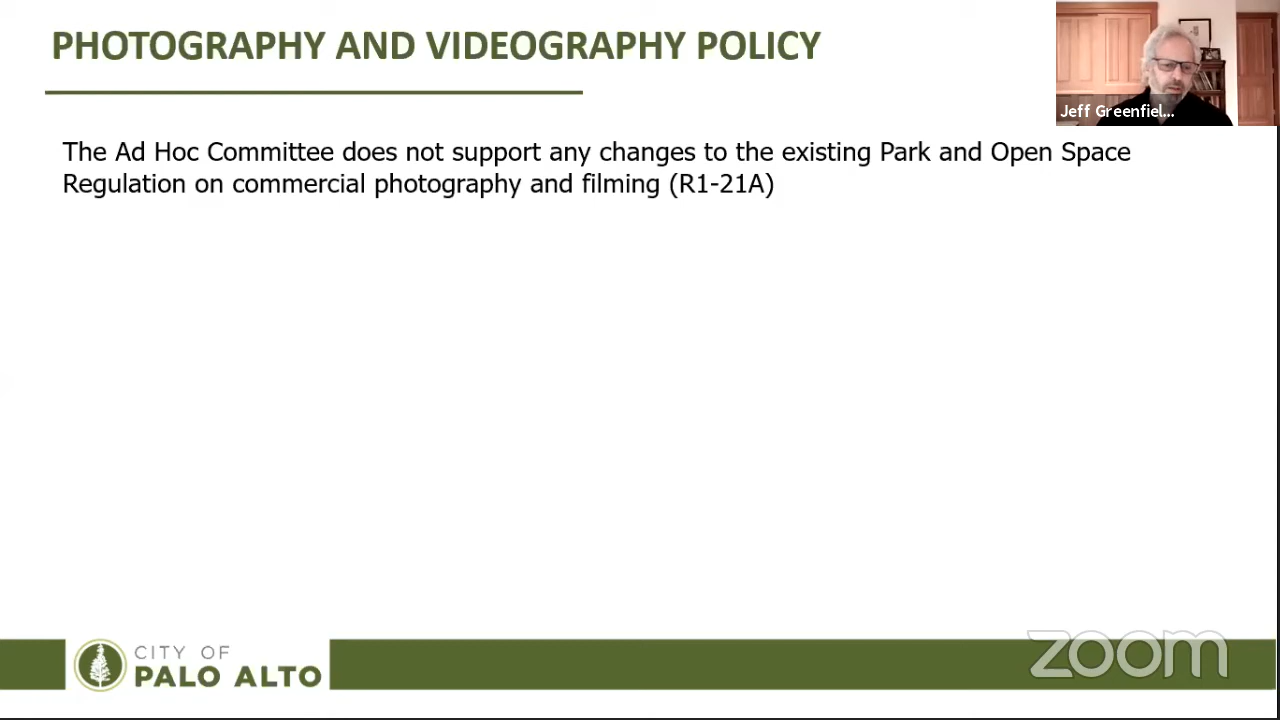 PHOTOGRAPHY AND VIDEOGRAPHY POLICY
Jeff Greenfiel...
The Ad Hoc Committee does not support any changes to the existing Park and Open Space
Regulation on commercial photography and filming (R1-21A)
CITY OF
PALO ALTO
zoom